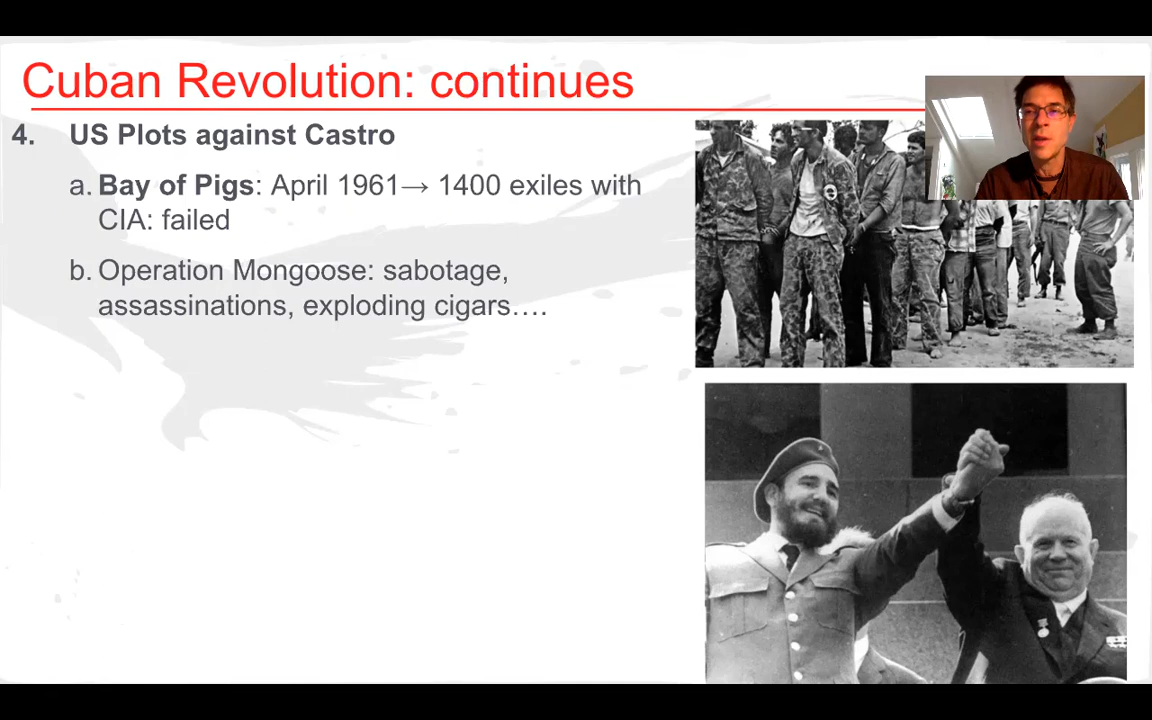 Cuban Revolution: continues
4. US Plots against Castro
a. Bay of Pigs: April 1961→ 1400 exiles with
CIA: failed
b. Operation Mongoose: sabotage,
assassinations, exploding cigars….